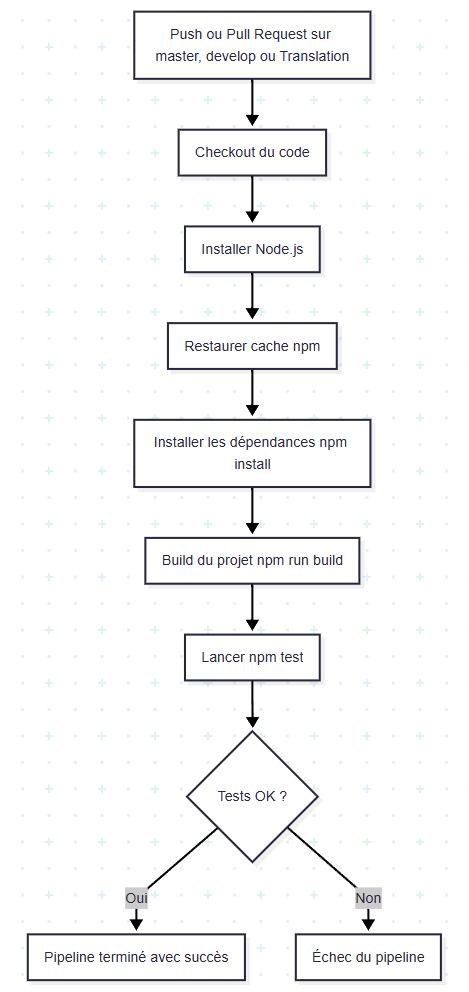 Push ou Pull Request sur
master, develop ou Translation
Checkout du code
Installer Node.js
Restaurer cache npm
Installer les dépendances npm
install
Build du projet npm run build
Lancer npm test
Tests OK ?
Oui
Non
Pipeline terminé avec succès
Échec du pipeline